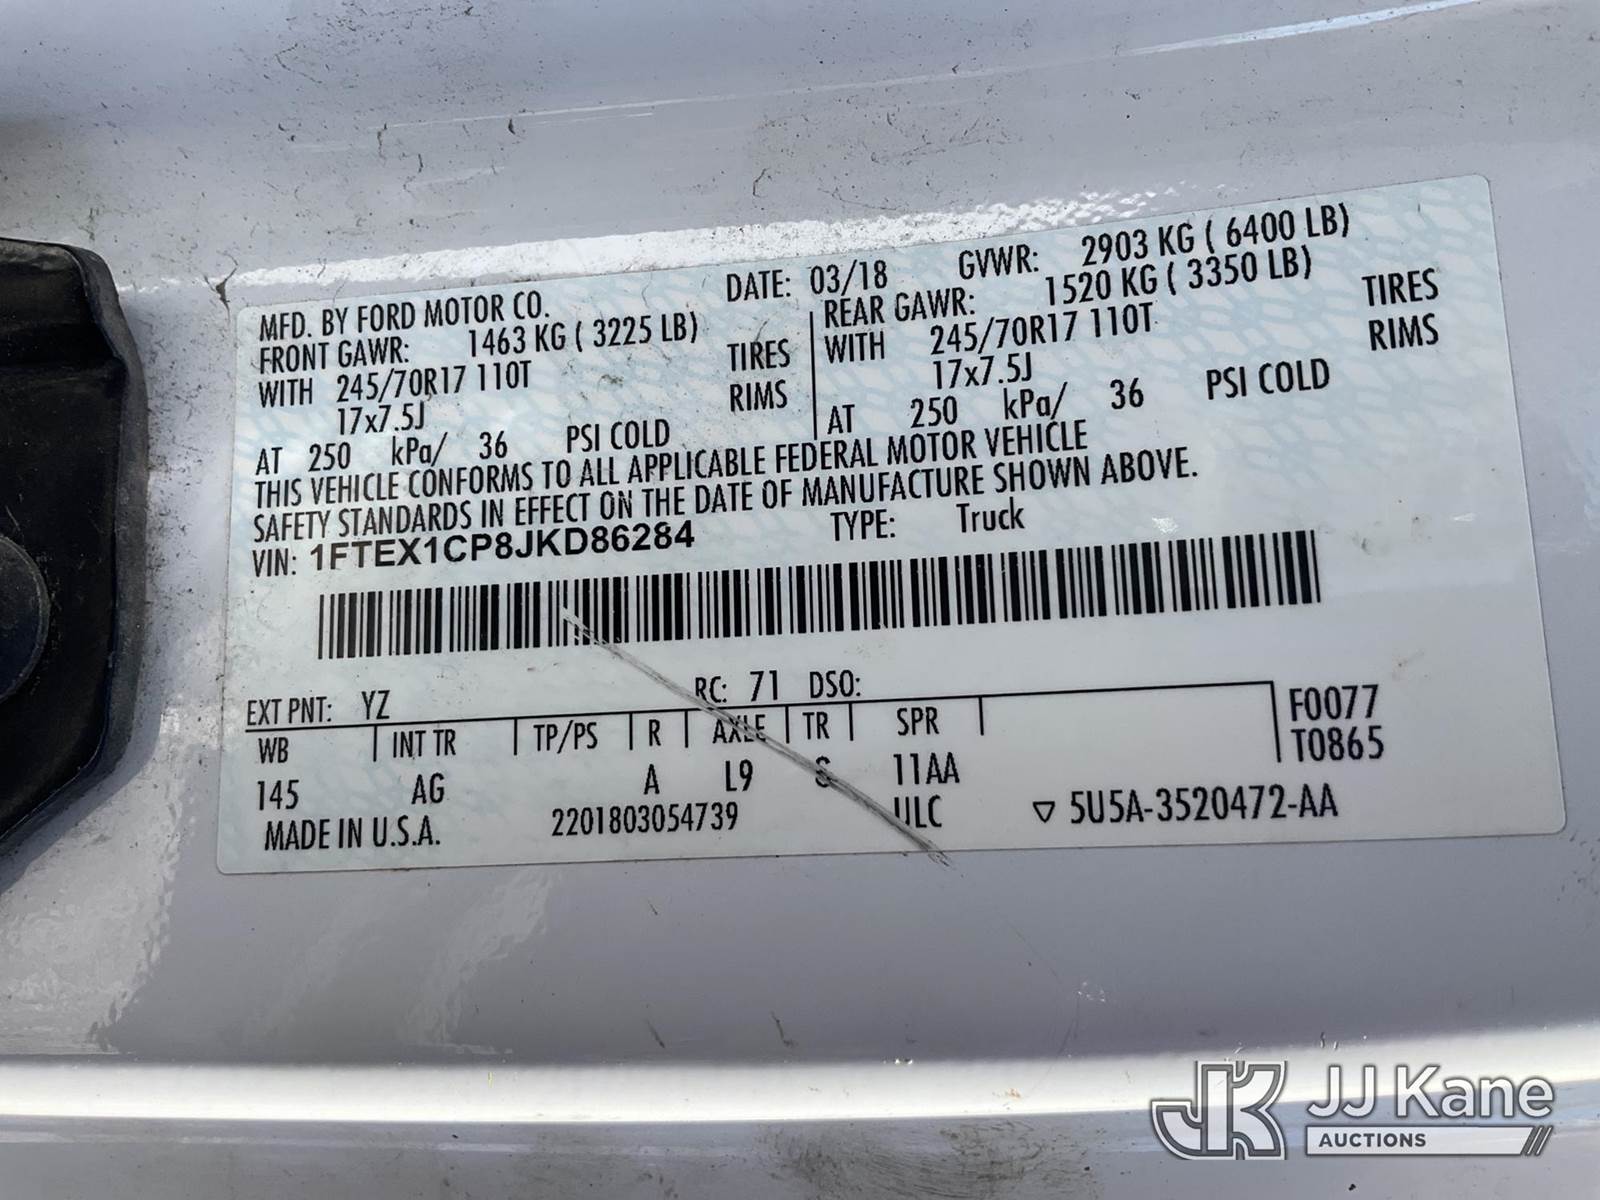 MFD. BY FORD MOTOR CO. DATE: 03/18 GVWR: 2903 KG ( 6400 LB)
FRONT GAWR: 1463 KG ( 3225 LB) REAR GAWR: 1520 KG ( 3350 LB)
WITH 245/70R17 110T TIRES WITH 245/70R17 110T TIRES
17x7.5J RIMS 17x7.5J RIMS
AT 250 kPa/ 36 PSI COLD AT 250 kPa/ 36 PSI COLD
THIS VEHICLE CONFORMS TO ALL APPLICABLE FEDERAL MOTOR VEHICLE
SAFETY STANDARDS IN EFFECT ON THE DATE OF MANUFACTURE SHOWN ABOVE.
VIN: 1FTEX1CP8JKD86284 TYPE: Truck
EXT PNT: YZ RC: 71 DSO:
WB INT TR TP/PS R AXLE TR SPR F0077
T0865
145 AG A L9 S 11AA
MADE IN U.S.A. 2201803054739 ULC ▽ 5U5A-3520472-AA
JK JJ Kane
AUCTIONS